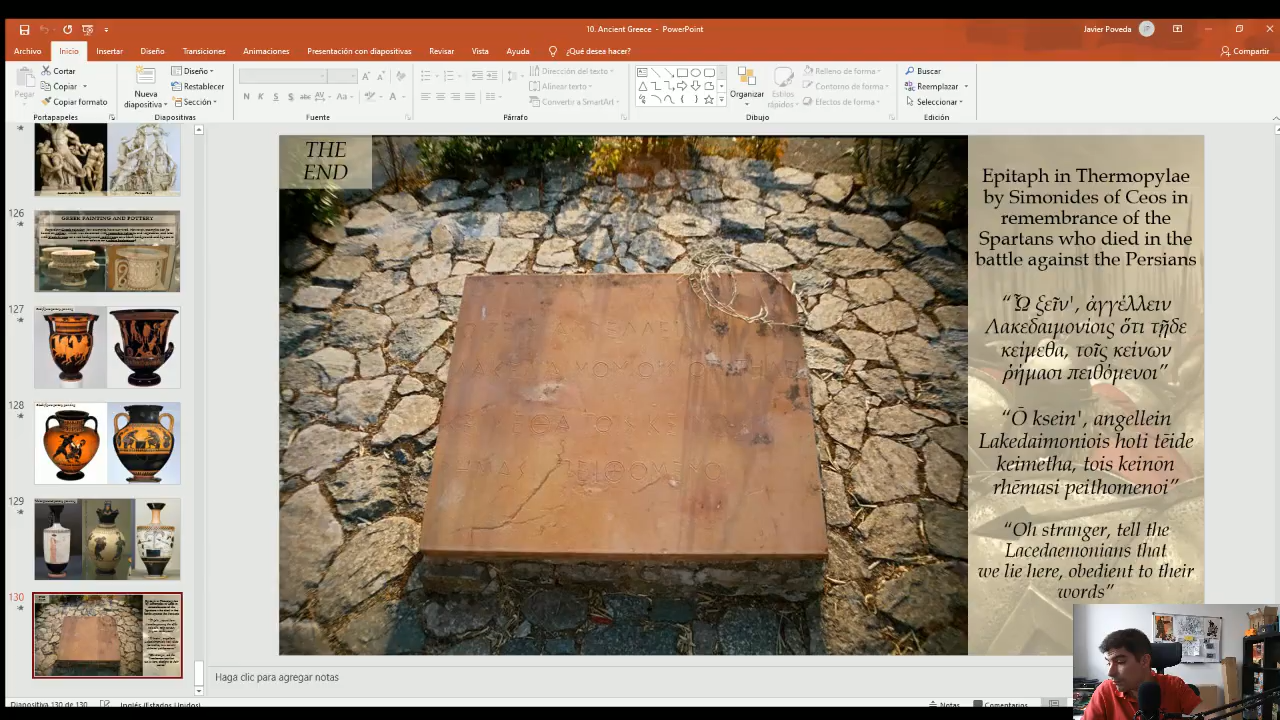 10. Ancient Greece - PowerPoint
Javier Poveda
Archivo
Inicio
Insertar
Diseño
Transiciones
Animaciones
Presentación con diapositivas
Revisar
Vista
Ayuda
¿Qué desea hacer?
Compartir
Pegar
Cortar
Copiar
Copiar formato
Portapapeles
Nueva
diapositiva
Diseño
Restablecer
Sección
Diapositivas
N K S S abc AV Aa A
Fuente
Dirección del texto
Alinear texto
Convertir a SmartArt
Párrafo
Organizar
Estilos
rápidos
Relleno de forma
Contorno de forma
Efectos de forma
Dibujo
Buscar
Reemplazar
Seleccionar
Edición
126
GREEK PAINTING AND POTTERY
127
128
129
130
THE
END
Epitaph in Thermopylae
by Simonides of Ceos in
remembrance of the
Spartans who died in the
battle against the Persians
“Ὦ ξεῖν', ἀγγέλλειν
Λακεδαιμονίοις ὅτι τῇδε
κείμεθα, τοῖς κείνων
ῥήμασι πειθόμενοι”
“Ō ksein', angellein
Lakedaimoniois hoti tēide
keimetha, tois keinōn
rhēmasi peithomenoi”
“Oh stranger, tell the
Lacedaemonians that
we lie here, obedient to their
words”
Haga clic para agregar notas
Diapositiva 130 de 130
Inglés (Estados Unidos)
Notas
Comentarios